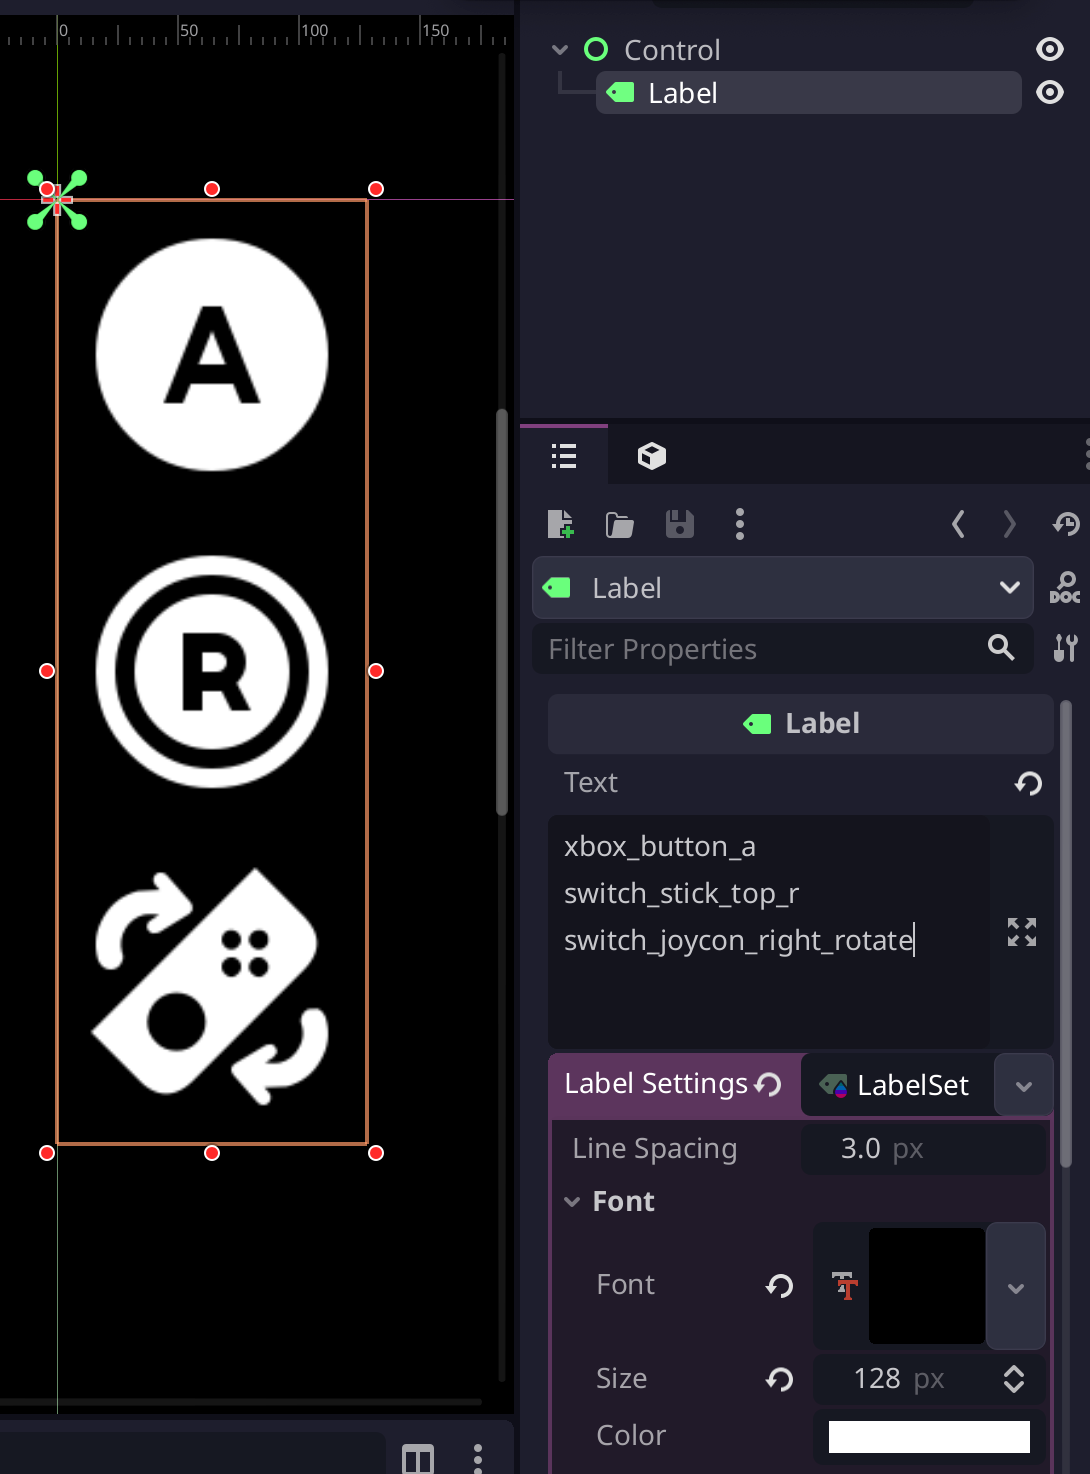 0
50
100
150
A
R
Control
Label
Label
DOC
Filter Properties
Label
Text
xbox_button_a
switch_stick_top_r
switch_joycon_right_rotate
Label Settings
LabelSet
Line Spacing
3.0 px
Font
Font
Size
128 px
Color